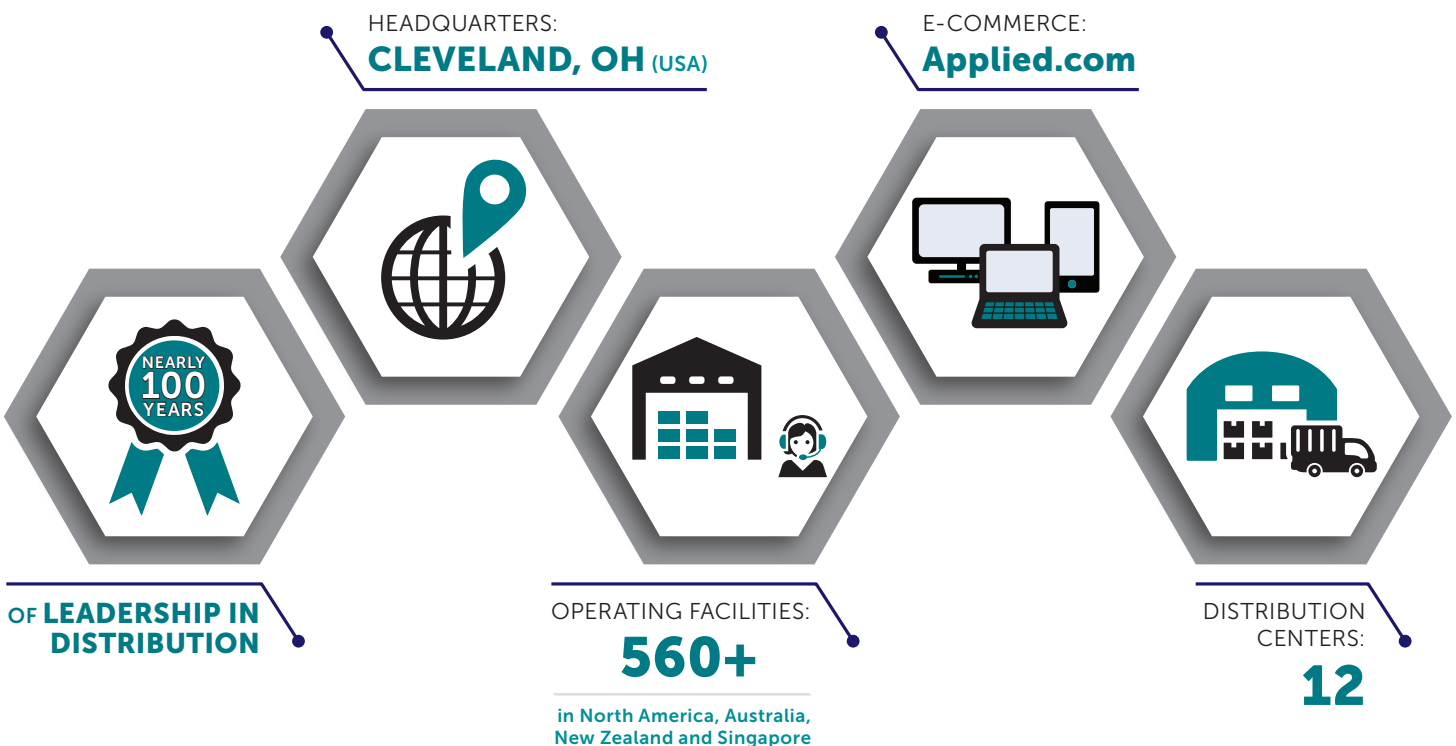 HEADQUARTERS:
CLEVELAND, OH (USA)
E-COMMERCE:
Applied.com
NEARLY
100
YEARS
OF LEADERSHIP IN
DISTRIBUTION
OPERATING FACILITIES:
560+
in North America, Australia,
New Zealand and Singapore
DISTRIBUTION
CENTERS:
12